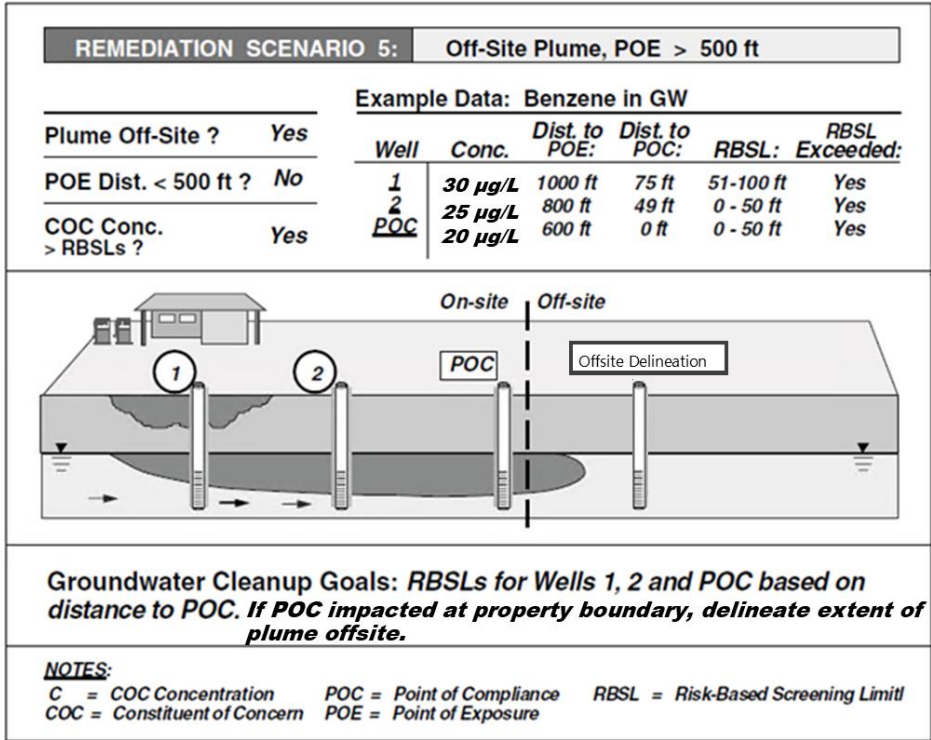 REMEDIATION SCENARIO 5: Off-Site Plume, POE > 500 ft
Example Data: Benzene in GW
Plume Off-Site ? Yes
POE Dist. < 500 ft ? No
COC Conc.
> RBSLs ? Yes
Well Conc. Dist. to POE: Dist. to POC: RBSL: RBSL Exceeded:
1 30 µg/L 1000 ft 75 ft 51-100 ft Yes
2 25 µg/L 800 ft 49 ft 0 - 50 ft Yes
POC 20 µg/L 600 ft 0 ft 0 - 50 ft Yes
On-site Off-site
1 2 POC Offsite Delineation
Groundwater Cleanup Goals: RBSLs for Wells 1, 2 and POC based on
distance to POC. If POC impacted at property boundary, delineate extent of
plume offsite.
NOTES:
C = COC Concentration POC = Point of Compliance RBSL = Risk-Based Screening Limitl
COC = Constituent of Concern POE = Point of Exposure